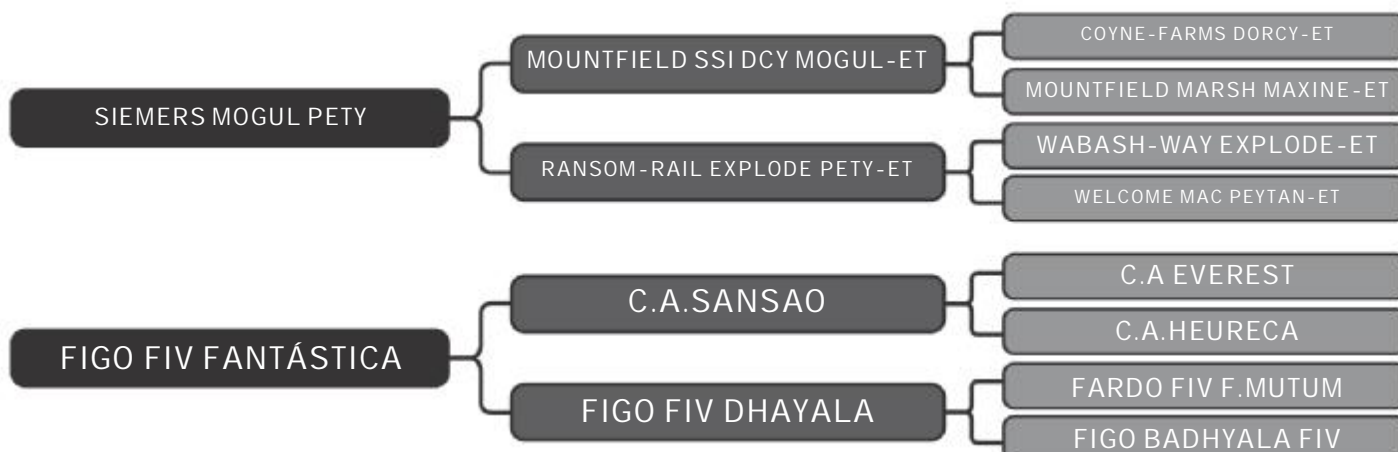 SIEMERS MOGUL PETY
MOUNTFIELD SSI DCY MOGUL-ET
COYNE-FARMS DORCY-ET
MOUNTFIELD MARSH MAXINE-ET
RANSOM-RAIL EXPLODE PETY-ET
WABASH-WAY EXPLODE-ET
WELCOME MAC PEYTAN-ET
FIGO FIV FANTÁSTICA
C.A.SANSAO
C.A EVEREST
C.A.HEURECA
FIGO FIV DHAYALA
FARDO FIV F.MUTUM
FIGO BADHYALA FIV